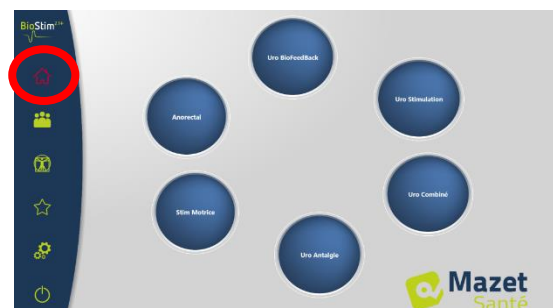 BioStim
Uro BioFeedBack
Anorectal
Uro Stimulation
Stim Motrice
Uro Combiné
Uro Antalgie
Mazet
Santé